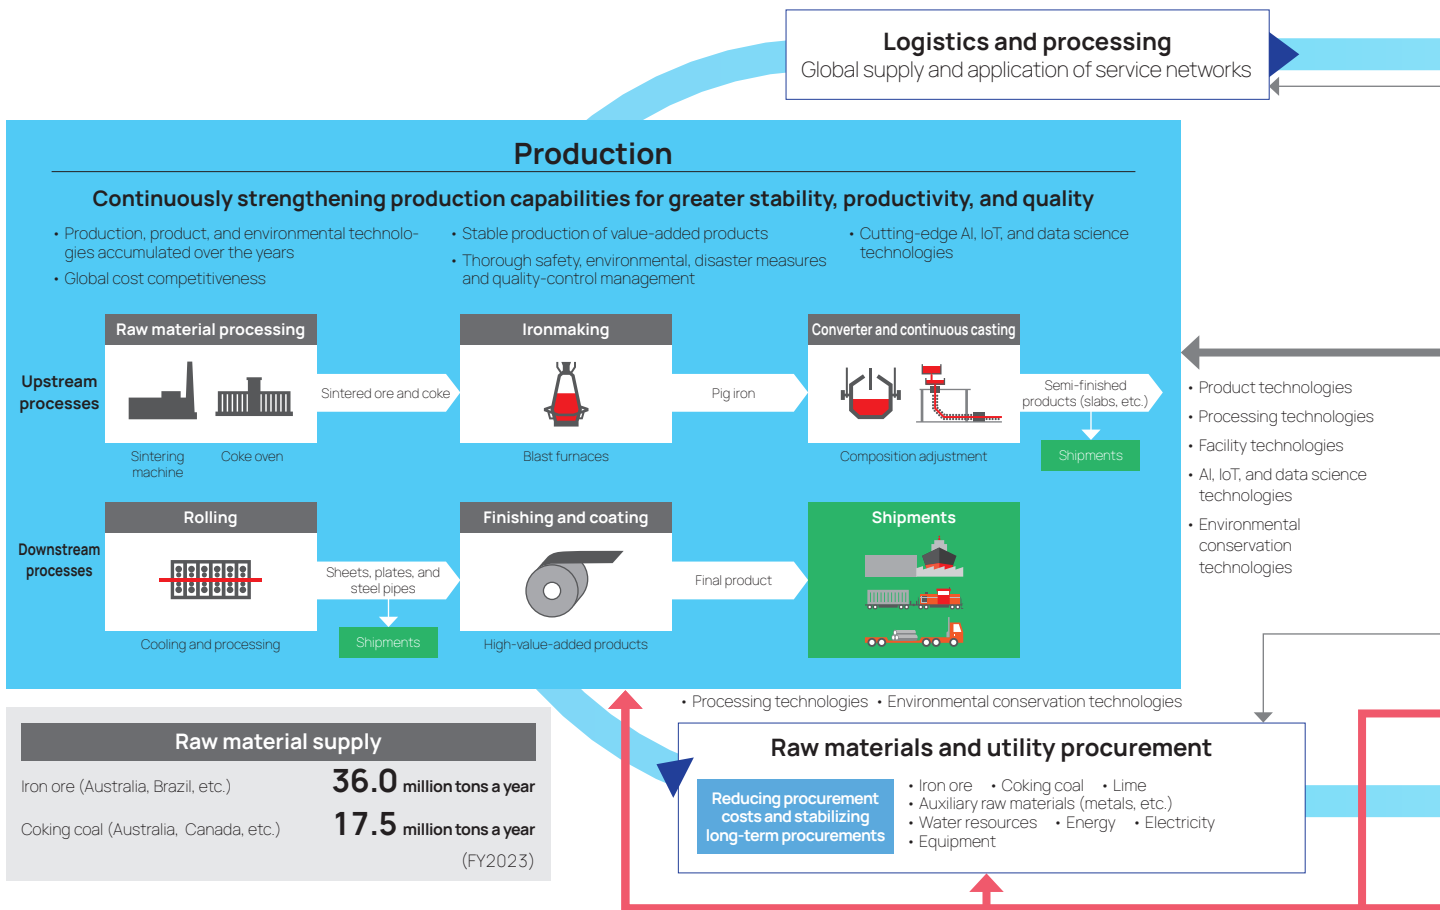 Logistics and processing
Global supply and application of service networks
Production
Continuously strengthening production capabilities for greater stability, productivity, and quality
• Production, product, and environmental technolo-
gies accumulated over the years
• Global cost competitiveness
• Stable production of value-added products
• Thorough safety, environmental, disaster measures
and quality-control management
• Cutting-edge AI, IoT, and data science
technologies
Upstream
processes
Raw material processing
Sintering
machine
Coke oven
Sintered ore and coke
Ironmaking
Blast furnaces
Pig iron
Converter and continuous casting
Composition adjustment
Semi-finished
products (slabs, etc.)
Shipments
Downstream
processes
Rolling
Cooling and processing
Sheets, plates, and
steel pipes
Shipments
Finishing and coating
High-value-added products
Final product
Shipments
• Product technologies
• Processing technologies
• Facility technologies
• AI, IoT, and data science
technologies
• Environmental
conservation
technologies
• Processing technologies • Environmental conservation technologies
Raw material supply
Iron ore (Australia, Brazil, etc.) 36.0 million tons a year
Coking coal (Australia, Canada, etc.) 17.5 million tons a year
(FY2023)
Raw materials and utility procurement
Reducing procurement
costs and stabilizing
long-term procurements
• Iron ore • Coking coal • Lime
• Auxiliary raw materials (metals, etc.)
• Water resources • Energy • Electricity
• Equipment